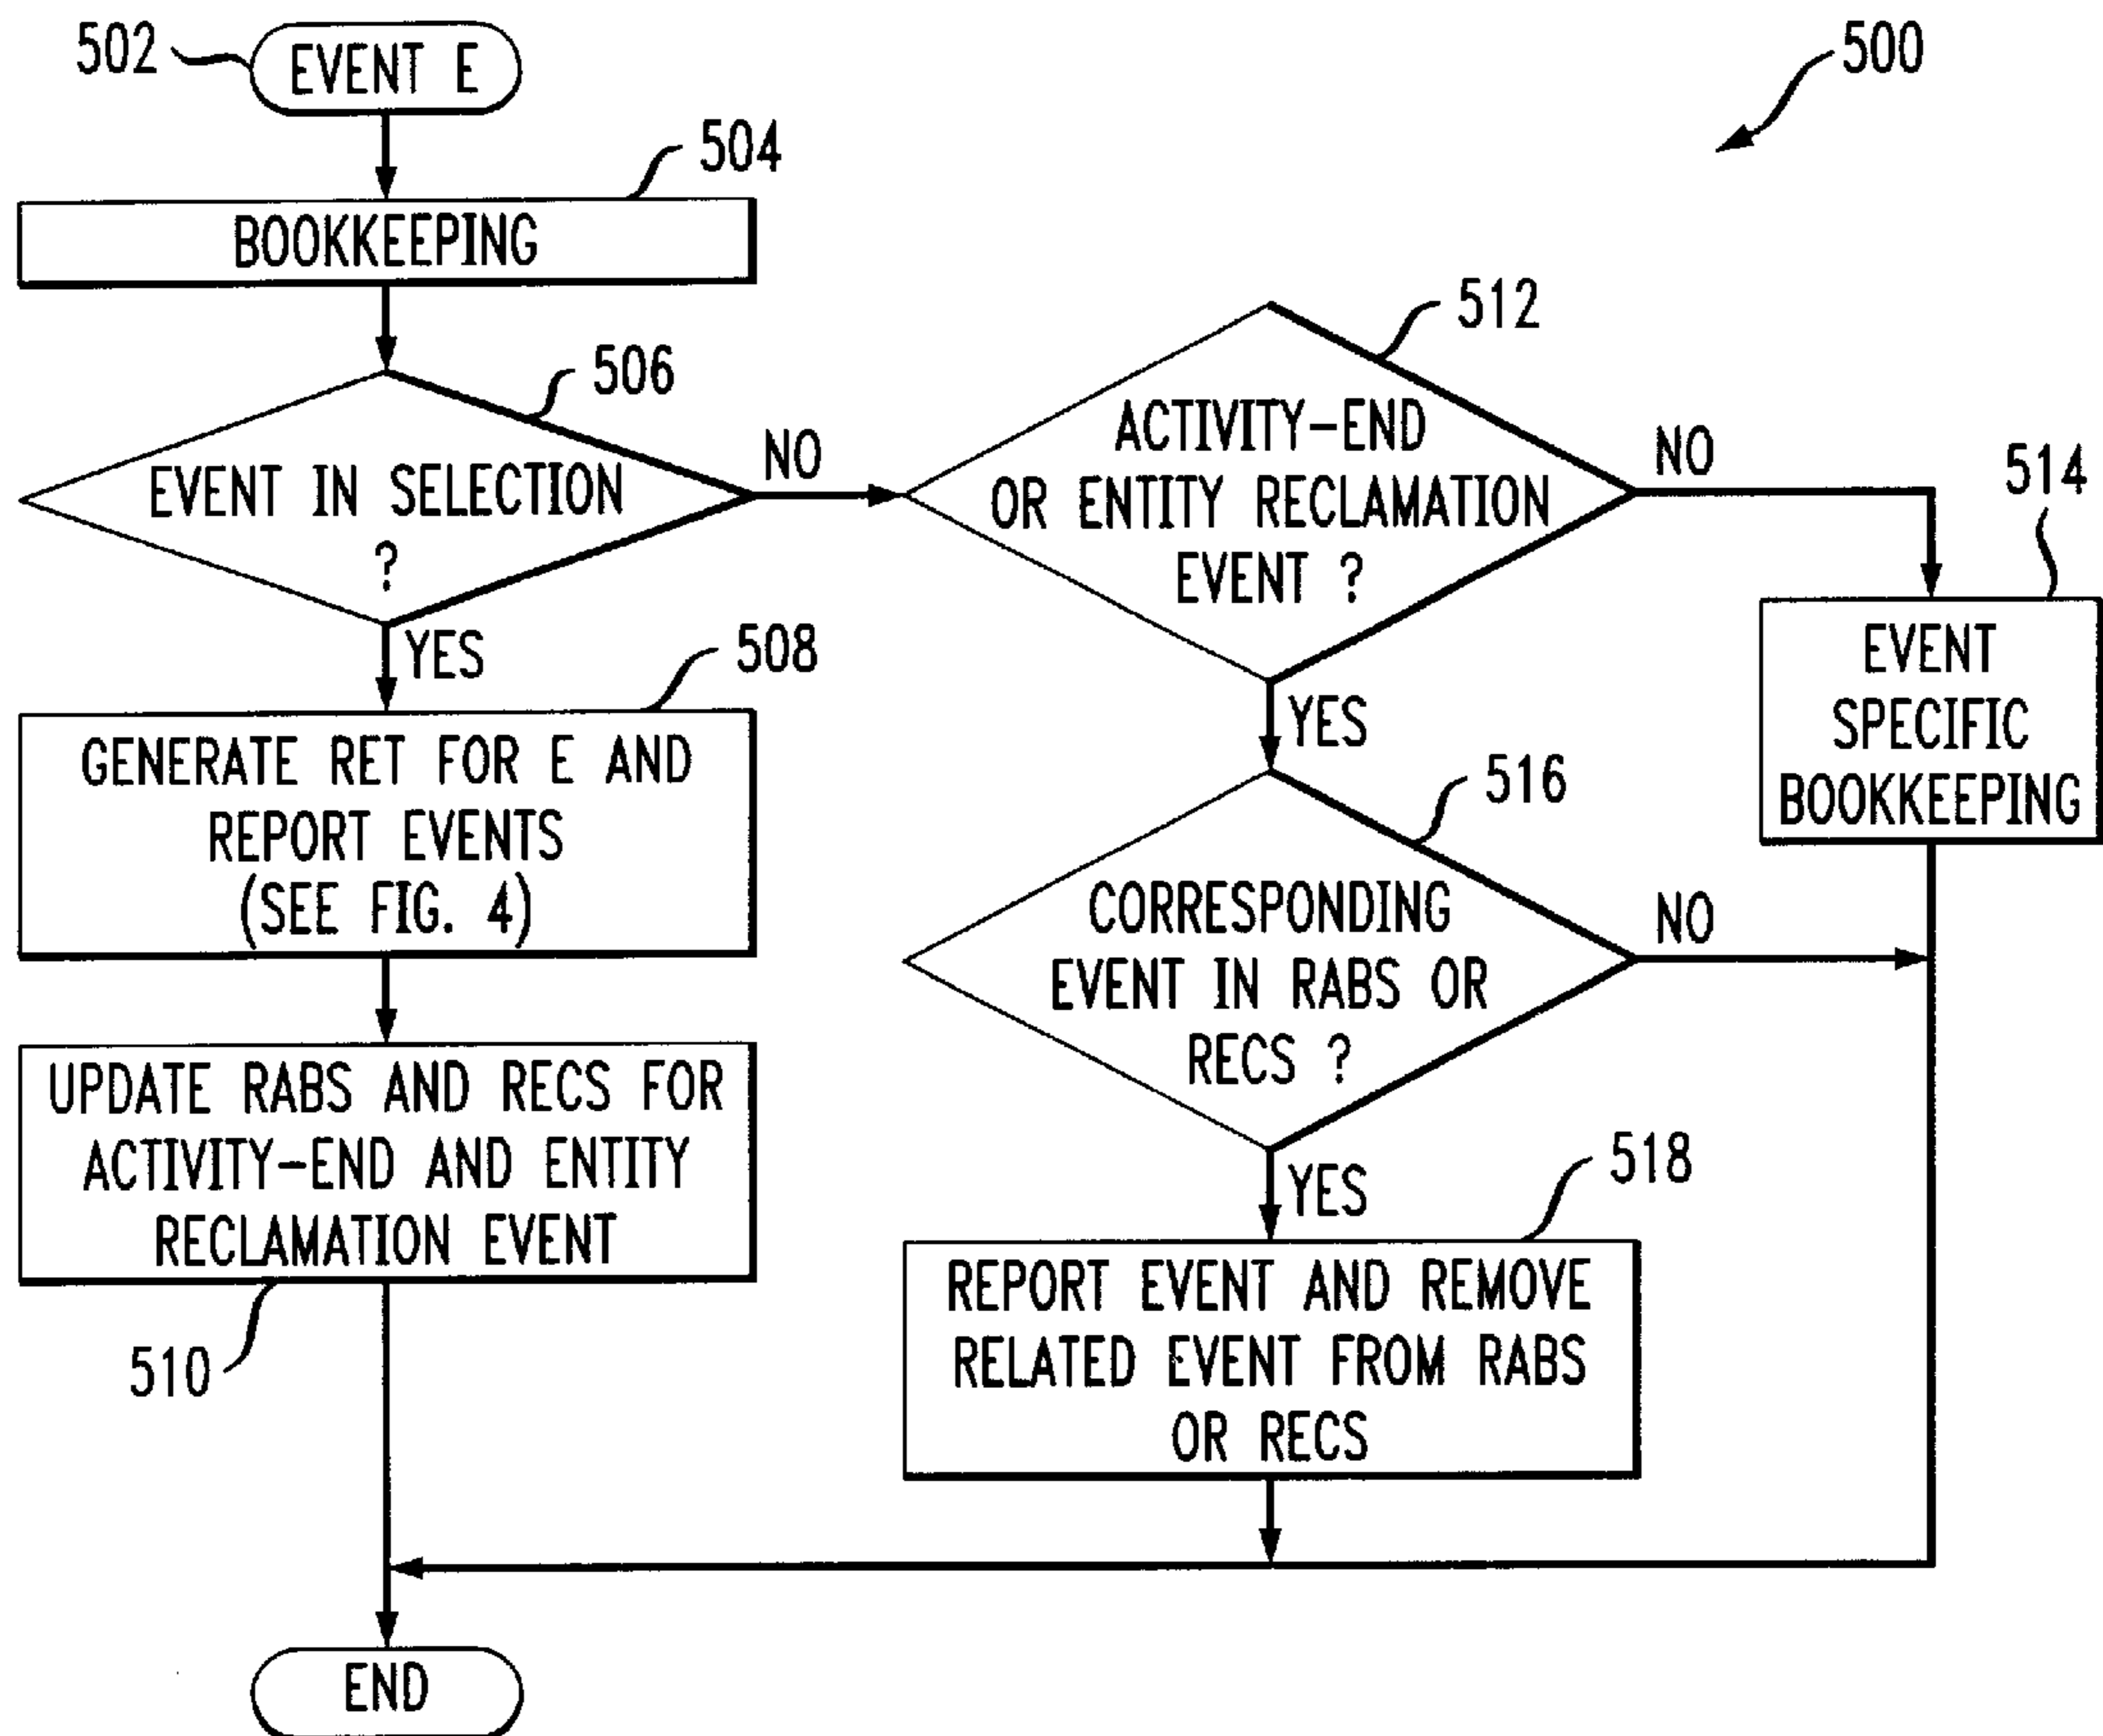 502
EVENT E
500
504
BOOKKEEPING
506
EVENT IN SELECTION
?
NO
YES
512
ACTIVITY-END
OR ENTITY RECLAMATION
EVENT ?
NO
YES
514
EVENT
SPECIFIC
BOOKKEEPING
508
GENERATE RET FOR E AND
REPORT EVENTS
(SEE FIG. 4)
516
CORRESPONDING
EVENT IN RABS OR
RECS ?
NO
YES
UPDATE RABS AND RECS FOR
ACTIVITY-END AND ENTITY
RECLAMATION EVENT
510
518
REPORT EVENT AND REMOVE
RELATED EVENT FROM RABS
OR RECS
END